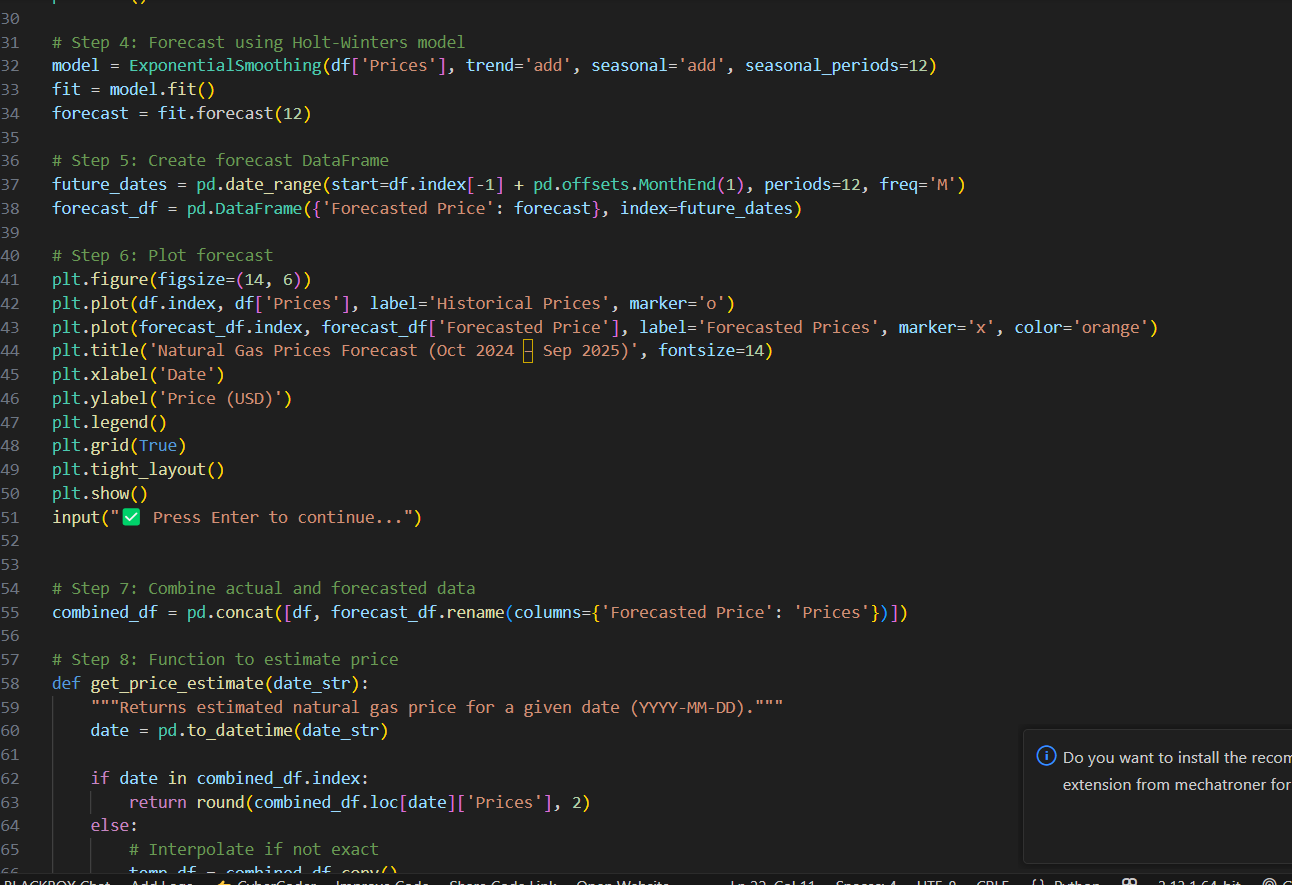 30
31 # Step 4: Forecast using Holt-Winters model
32 model = ExponentialSmoothing(df['Prices'], trend='add', seasonal='add', seasonal_periods=12)
33 fit = model.fit()
34 forecast = fit.forecast(12)
35
36 # Step 5: Create forecast DataFrame
37 future_dates = pd.date_range(start=df.index[-1] + pd.offsets.MonthEnd(1), periods=12, freq='M')
38 forecast_df = pd.DataFrame({'Forecasted Price': forecast}, index=future_dates)
39
40 # Step 6: Plot forecast
41 plt.figure(figsize=(14, 6))
42 plt.plot(df.index, df['Prices'], label='Historical Prices', marker='o')
43 plt.plot(forecast_df.index, forecast_df['Forecasted Price'], label='Forecasted Prices', marker='x', color='orange')
44 plt.title('Natural Gas Prices Forecast (Oct 2024 – Sep 2025)', fontsize=14)
45 plt.xlabel('Date')
46 plt.ylabel('Price (USD)')
47 plt.legend()
48 plt.grid(True)
49 plt.tight_layout()
50 plt.show()
51 input("✅ Press Enter to continue...")
52
53
54 # Step 7: Combine actual and forecasted data
55 combined_df = pd.concat([df, forecast_df.rename(columns={'Forecasted Price': 'Prices'})])
56
57 # Step 8: Function to estimate price
58 def get_price_estimate(date_str):
59 """Returns estimated natural gas price for a given date (YYYY-MM-DD)."""
60 date = pd.to_datetime(date_str)
61
62 if date in combined_df.index:
63 return round(combined_df.loc[date]['Prices'], 2)
64 else:
65 # Interpolate if not exact
66 temp_df = combined_df.copy()
Do you want to install the recom
extension from mechatroner for
BLACKBOX Chat Add Logs CyberCoder Improve Code Share Code Link Open Website Spaces: 4 UTF-8 CRLF { } Python